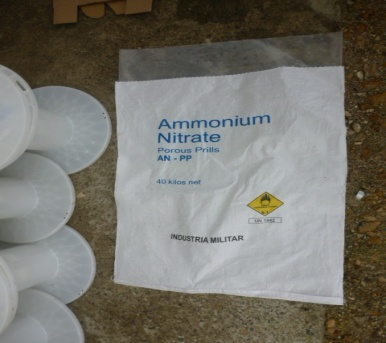 Ammonium
Nitrate
Porous Prills
AN - PP
40 kilos net
INDUSTRIA MILITAR